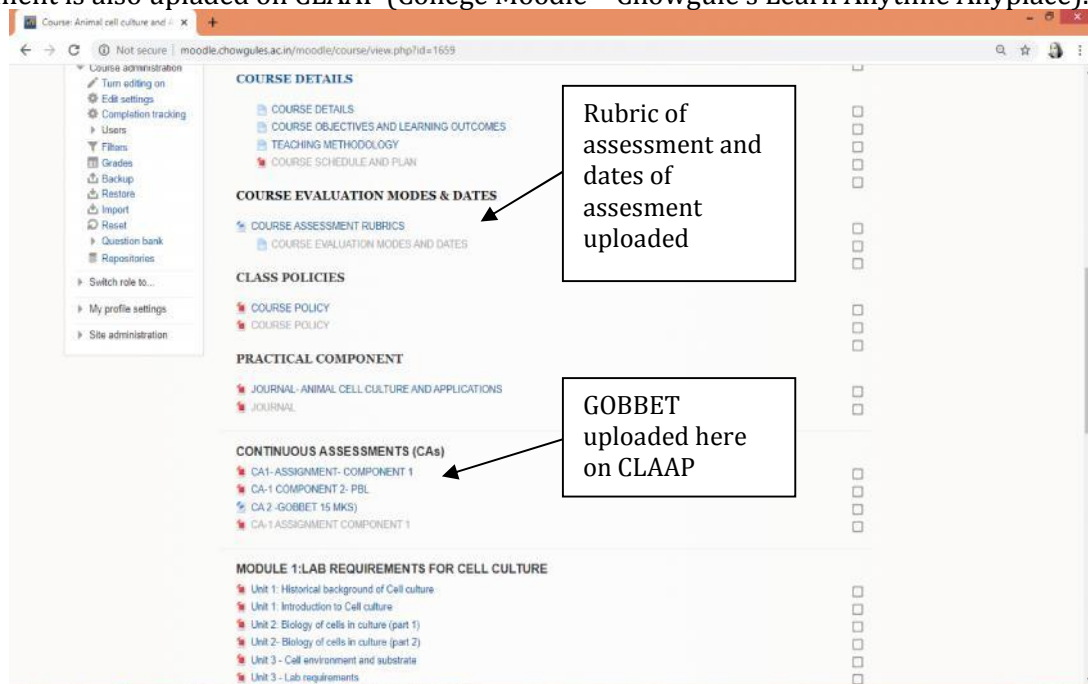 ment is also upladed on CLAAP (College Moodle – Chowgule's Learn Anytime Anyplace).
Course: Animal cell culture and A
Not secure | moodle.chowgules.ac.in/moodle/course/view.php?id=1659
Course administration
Turn editing on
Edit settings
Completion tracking
Users
Filters
Grades
Backup
Restore
Import
Reset
Question bank
Repositories
Switch role to...
My profile settings
Site administration
COURSE DETAILS
COURSE DETAILS
COURSE OBJECTIVES AND LEARNING OUTCOMES
TEACHING METHODOLOGY
COURSE SCHEDULE AND PLAN
COURSE EVALUATION MODES & DATES
COURSE ASSESSMENT RUBRICS
COURSE EVALUATION MODES AND DATES
CLASS POLICIES
COURSE POLICY
COURSE POLICY
PRACTICAL COMPONENT
JOURNAL- ANIMAL CELL CULTURE AND APPLICATIONS
JOURNAL
CONTINUOUS ASSESSMENTS (CAs)
CA1- ASSIGNMENT- COMPONENT 1
CA-1 COMPONENT 2- PBL
CA 2 -GOBBET 15 MKS)
CA-1 ASSIGNMENT COMPONENT 1
MODULE 1:LAB REQUIREMENTS FOR CELL CULTURE
Unit 1: Historical background of Cell culture
Unit 1: Introduction to Cell culture
Unit 2: Biology of cells in culture (part 1)
Unit 2- Biology of cells in culture (part 2)
Unit 3 - Cell environment and substrate
Unit 3 - Lab requirements
Rubric of
assessment and
dates of
assesment
uploaded
GOBBET
uploaded here
on CLAAP